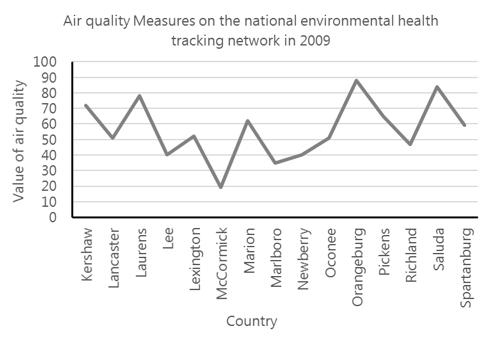 Air quality Measures on the national environmental health
tracking network in 2009
Value of air quality
100
90
80
70
60
50
40
30
20
10
0
Kershaw
Lancaster
Laurens
Lee
Lexington
McCormick
Marion
Marlboro
Newberry
Oconee
Orangeburg
Pickens
Richland
Saluda
Spartanburg
Country